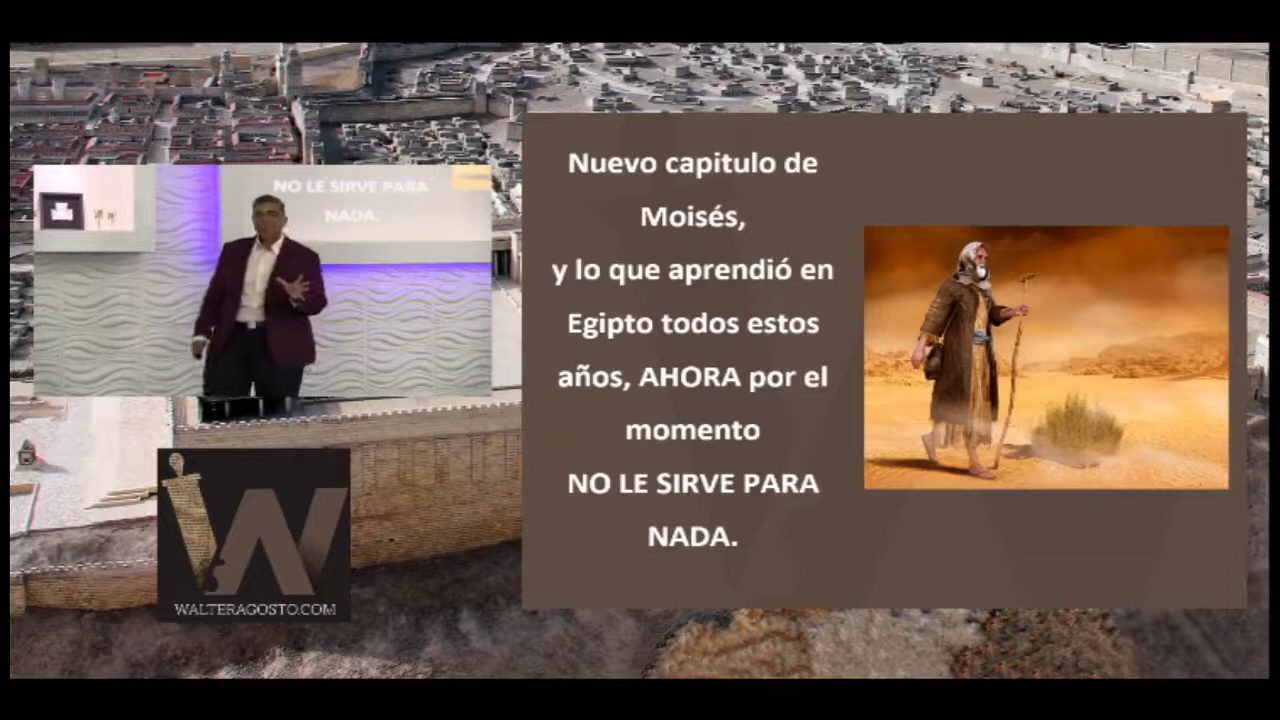 NO LE SIRVE PARA
NADA.
WALTERAGOSTO.COM
Nuevo capitulo de
Moisés,
y lo que aprendió en
Egipto todos estos
años, AHORA por el
momento
NO LE SIRVE PARA
NADA.